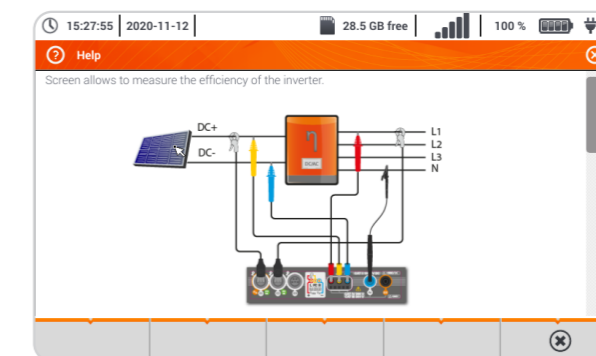 15:27:55 2020-11-12 28.5 GB free 100 %
? Help
Screen allows to measure the efficiency of the inverter.
DC+
DC-
η
DC/AC
L1
L2
L3
N